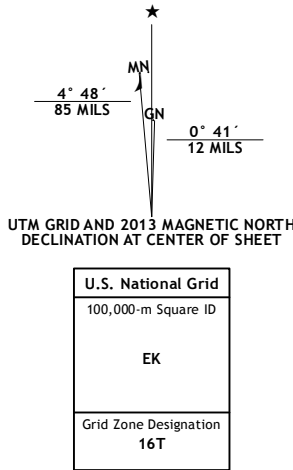 ★
MN
4° 48´
85 MILS
GN
0° 41´
12 MILS
UTM GRID AND 2013 MAGNETIC NORTH
DECLINATION AT CENTER OF SHEET
U.S. National Grid
100,000-m Square ID
EK
Grid Zone Designation
16T